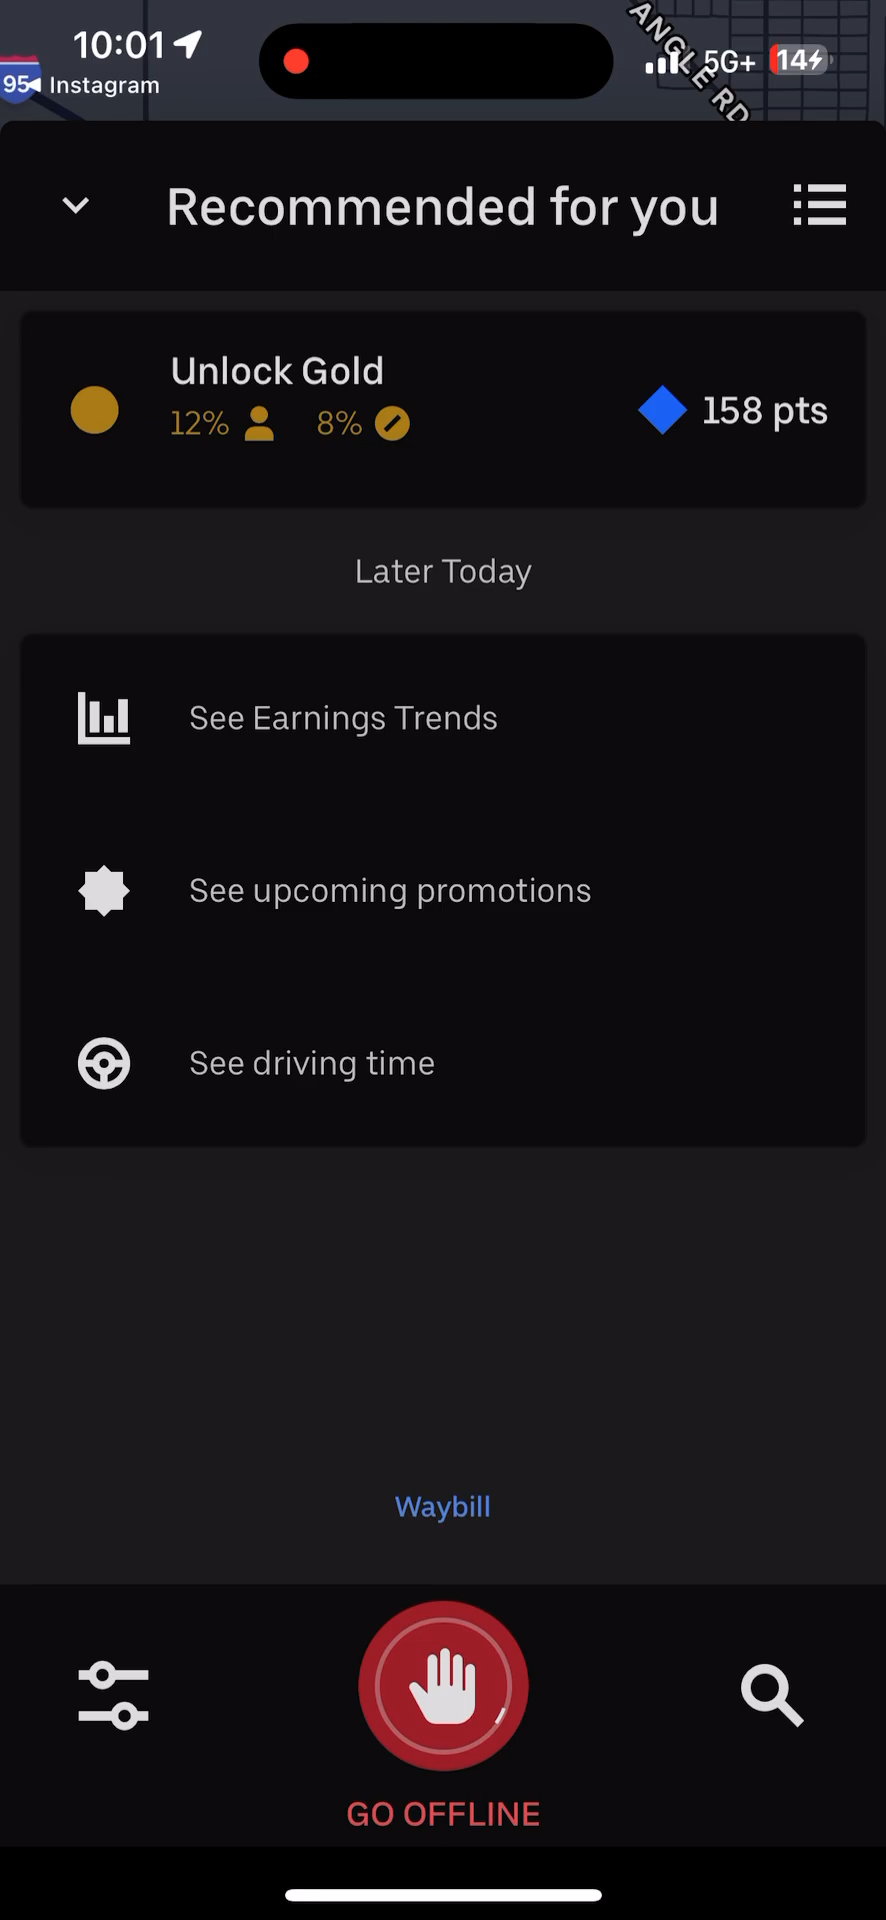 10:01
ANGLE RD
5G+
14
95
Instagram
Recommended for you
Unlock Gold
12%
8%
158 pts
Later Today
See Earnings Trends
See upcoming promotions
See driving time
Waybill
GO OFFLINE